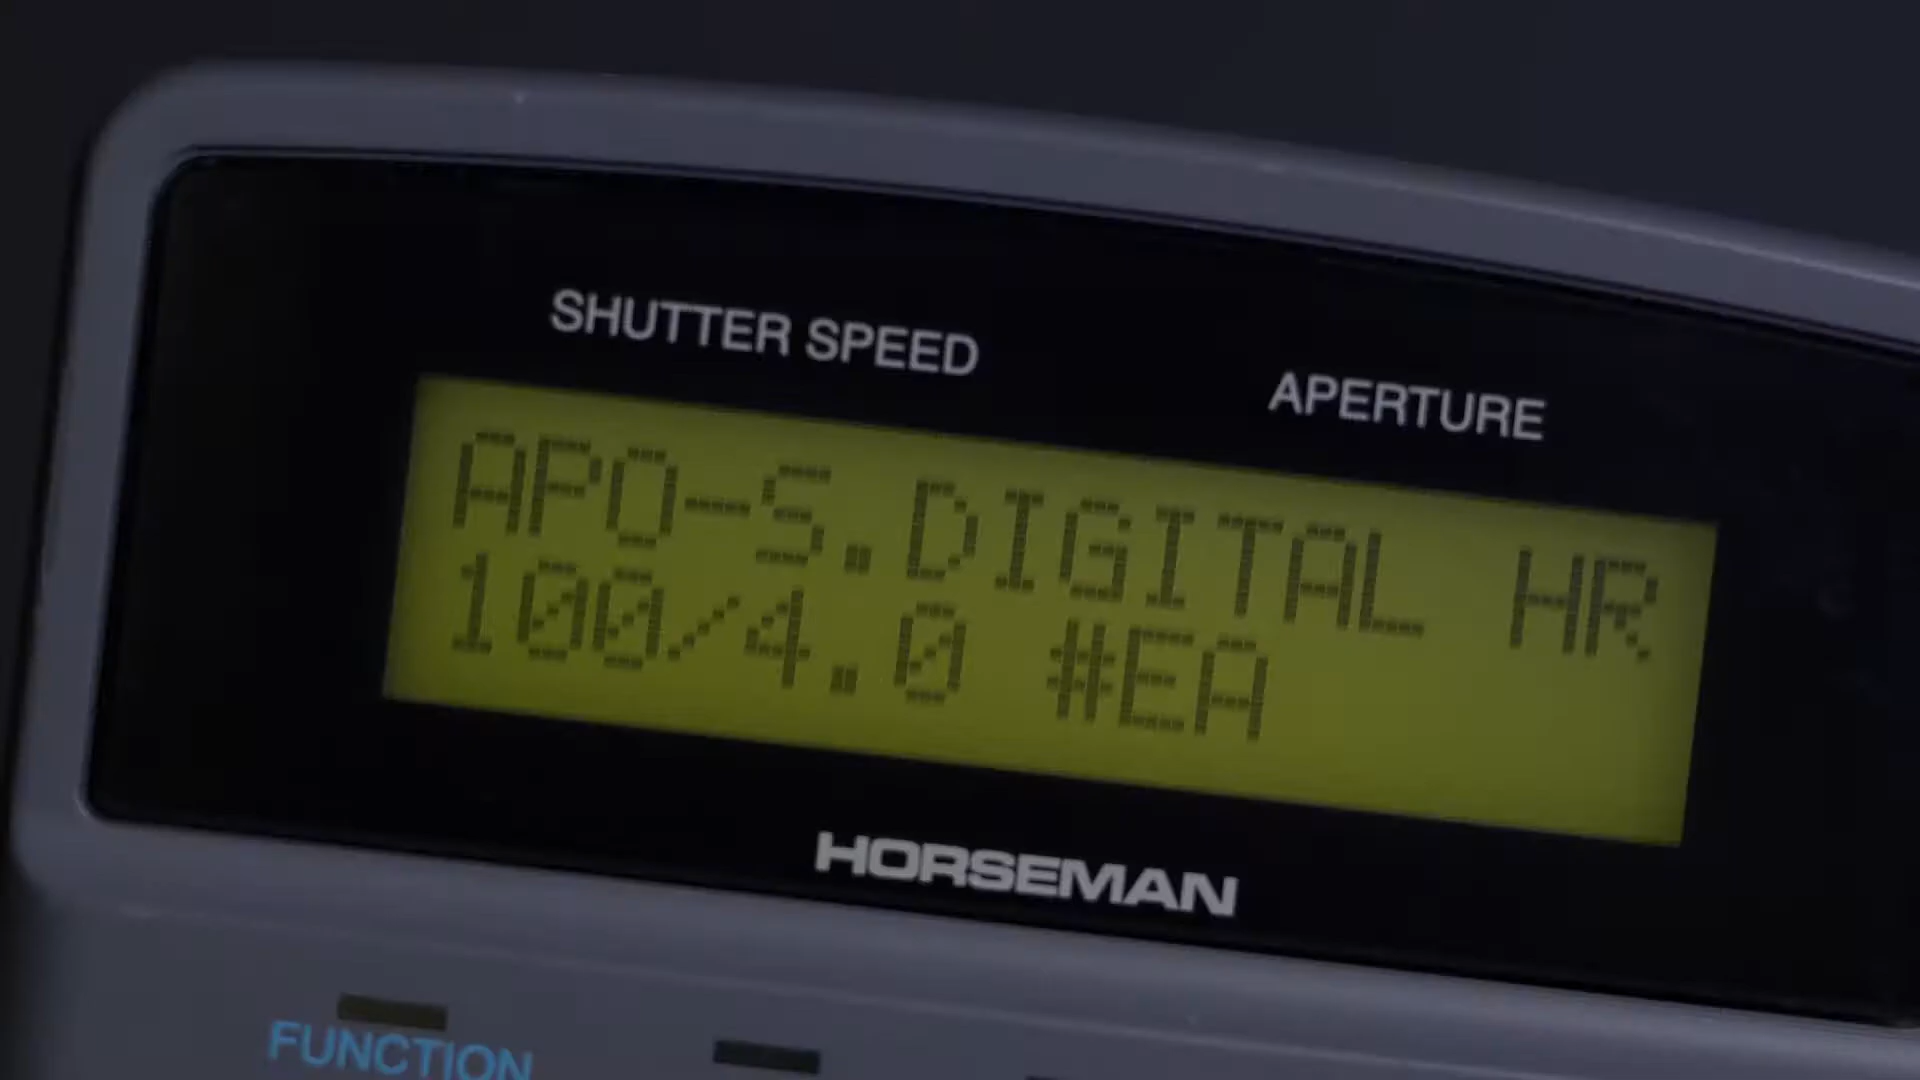 SHUTTER SPEED
APERTURE
APO-S.DIGITAL HR
100/4.0 #EA
HORSEMAN
FUNCTION